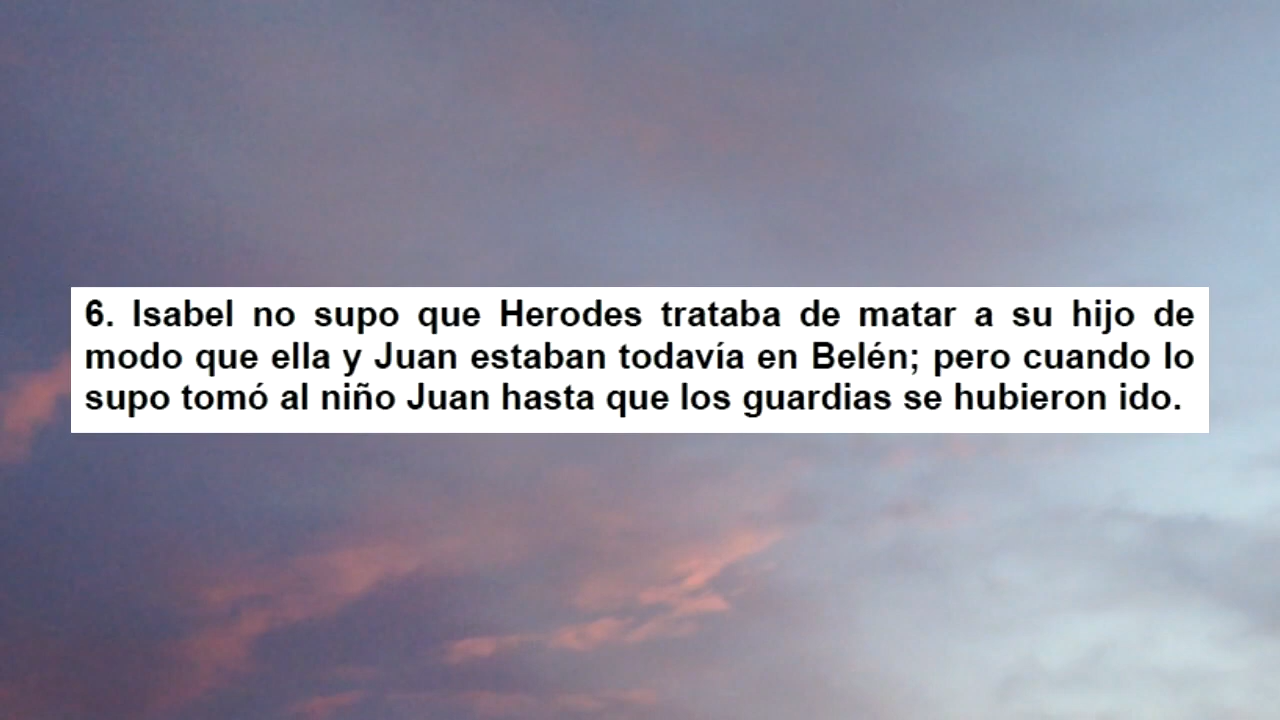 6. Isabel no supo que Herodes trataba de matar a su hijo de
modo que ella y Juan estaban todavía en Belén; pero cuando lo
supo tomó al niño Juan hasta que los guardias se hubieron ido.